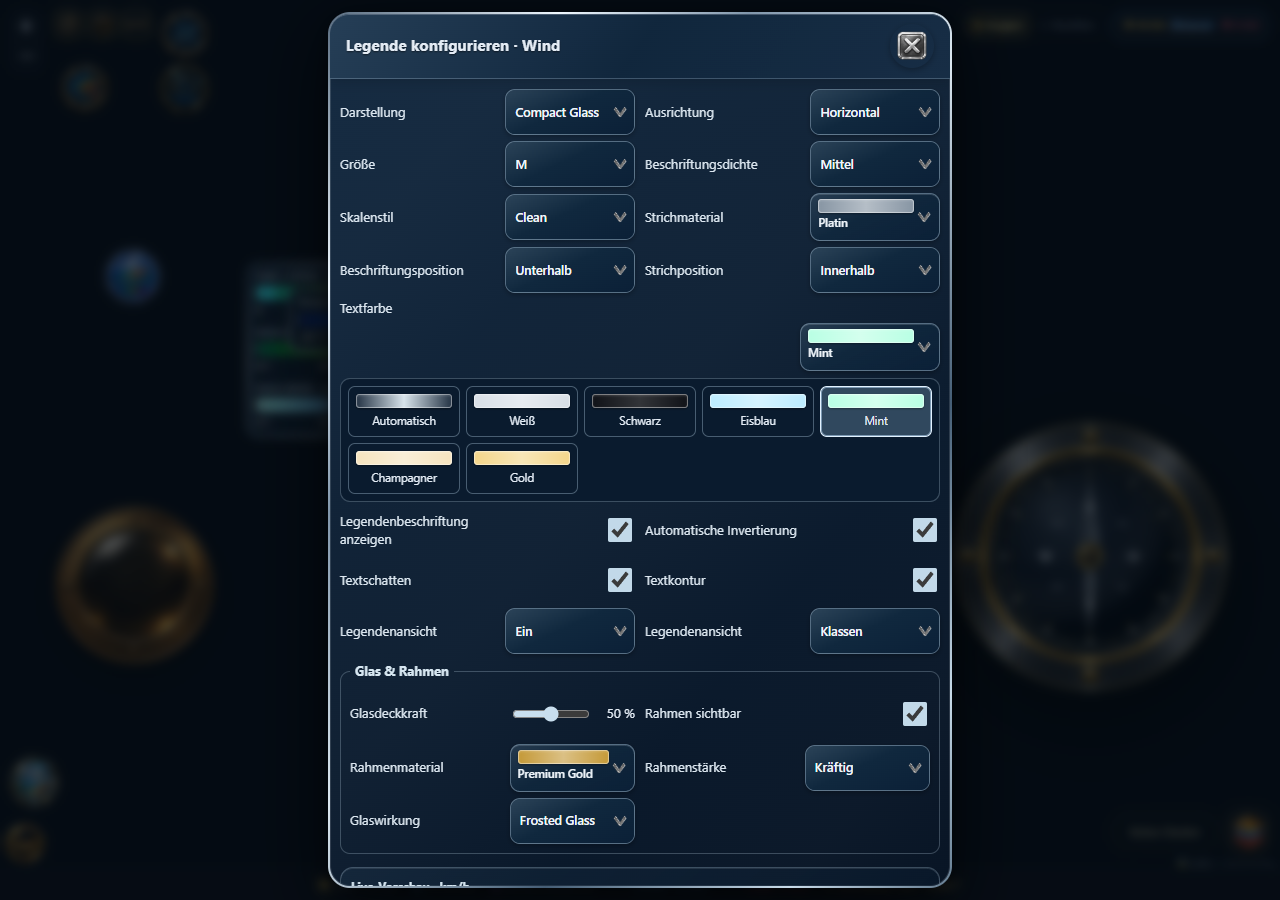 Legende konfigurieren · Wind
Darstellung Compact Glass Ausrichtung Horizontal
Größe M Beschriftungsdichte Mittel
Skalenstil Clean Strichmaterial Platin
Beschriftungsposition Unterhalb Strichposition Innerhalb
Textfarbe
Mint
Automatisch Weiß Schwarz Eisblau Mint
Champagner Gold
Legendenbeschriftung
anzeigen
Automatische Invertierung
Textschatten Textkontur
Legendenansicht Ein Legendenansicht Klassen
Glas & Rahmen
Glasdeckkraft 50 % Rahmen sichtbar
Rahmenmaterial Premium Gold Rahmenstärke Kräftig
Glaswirkung Frosted Glass